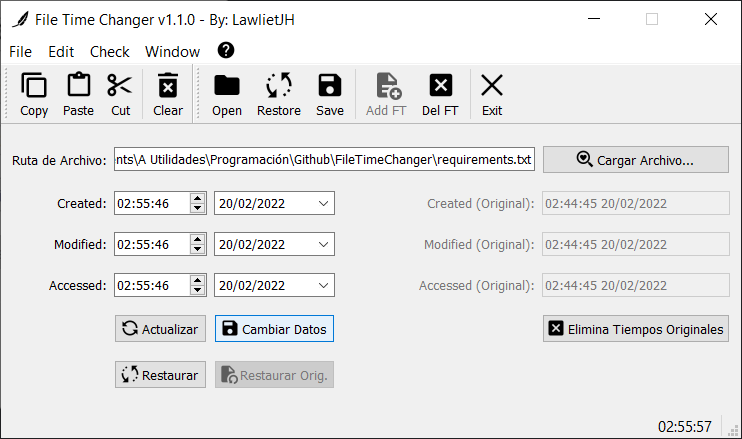 File Time Changer v1.1.0 - By: LawlietJH
File Edit Check Window ?
Copy Paste Cut Clear Open Restore Save Add FT Del FT Exit
Ruta de Archivo: ents\A Utilidades\Programación\Github\FileTimeChanger\requirements.txt Cargar Archivo...
Created: 02:55:46 20/02/2022 Created (Original): 02:44:45 20/02/2022
Modified: 02:55:46 20/02/2022 Modified (Original): 02:44:45 20/02/2022
Accessed: 02:55:46 20/02/2022 Accessed (Original): 02:44:45 20/02/2022
Actualizar Cambiar Datos Elimina Tiempos Originales
Restaurar Restaurar Orig.
02:55:57